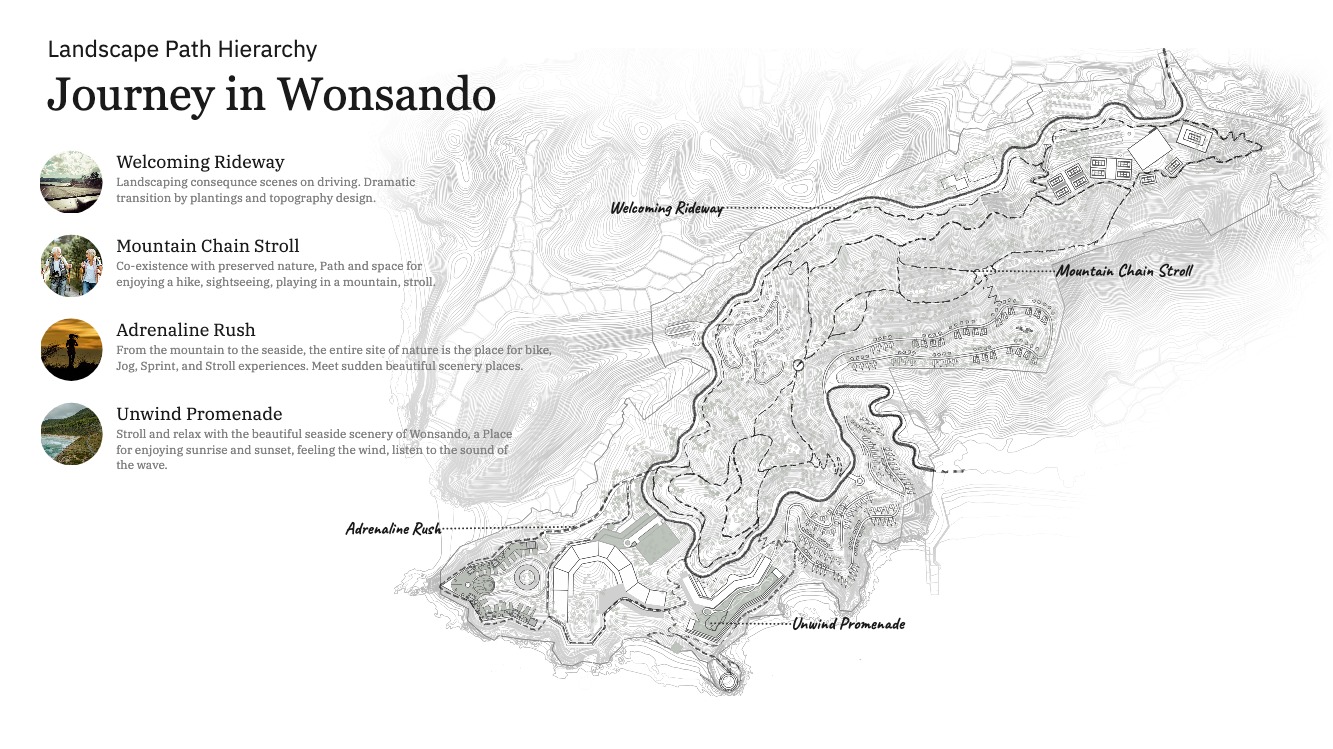 Landscape Path Hierarchy
Journey in Wonsando
Welcoming Rideway
Landscaping consequnce scenes on driving. Dramatic
transition by plantings and topography design.
Mountain Chain Stroll
Co-existence with preserved nature, Path and space for
enjoying a hike, sightseeing, playing in a mountain, stroll.
Adrenaline Rush
From the mountain to the seaside, the entire site of nature is the place for bike,
Jog, Sprint, and Stroll experiences. Meet sudden beautiful scenery places.
Unwind Promenade
Stroll and relax with the beautiful seaside scenery of Wonsando, a Place
for enjoying sunrise and sunset, feeling the wind, listen to the sound of
the wave.
Welcoming Rideway
Mountain Chain Stroll
Adrenaline Rush
Unwind Promenade